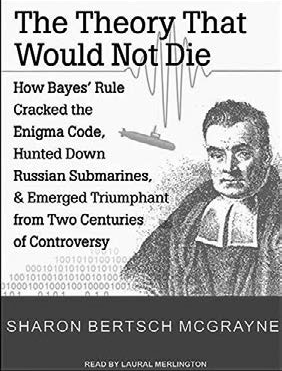 The Theory That
Would Not Die
How Bayes' Rule
Cracked the
Enigma Code,
Hunted Down
Russian Submarines,
& Emerged Triumphant
from Two Centuries
of Controversy
SHARON BERTSCH MCGRAYNE
READ BY LAURAL MERLINGTON